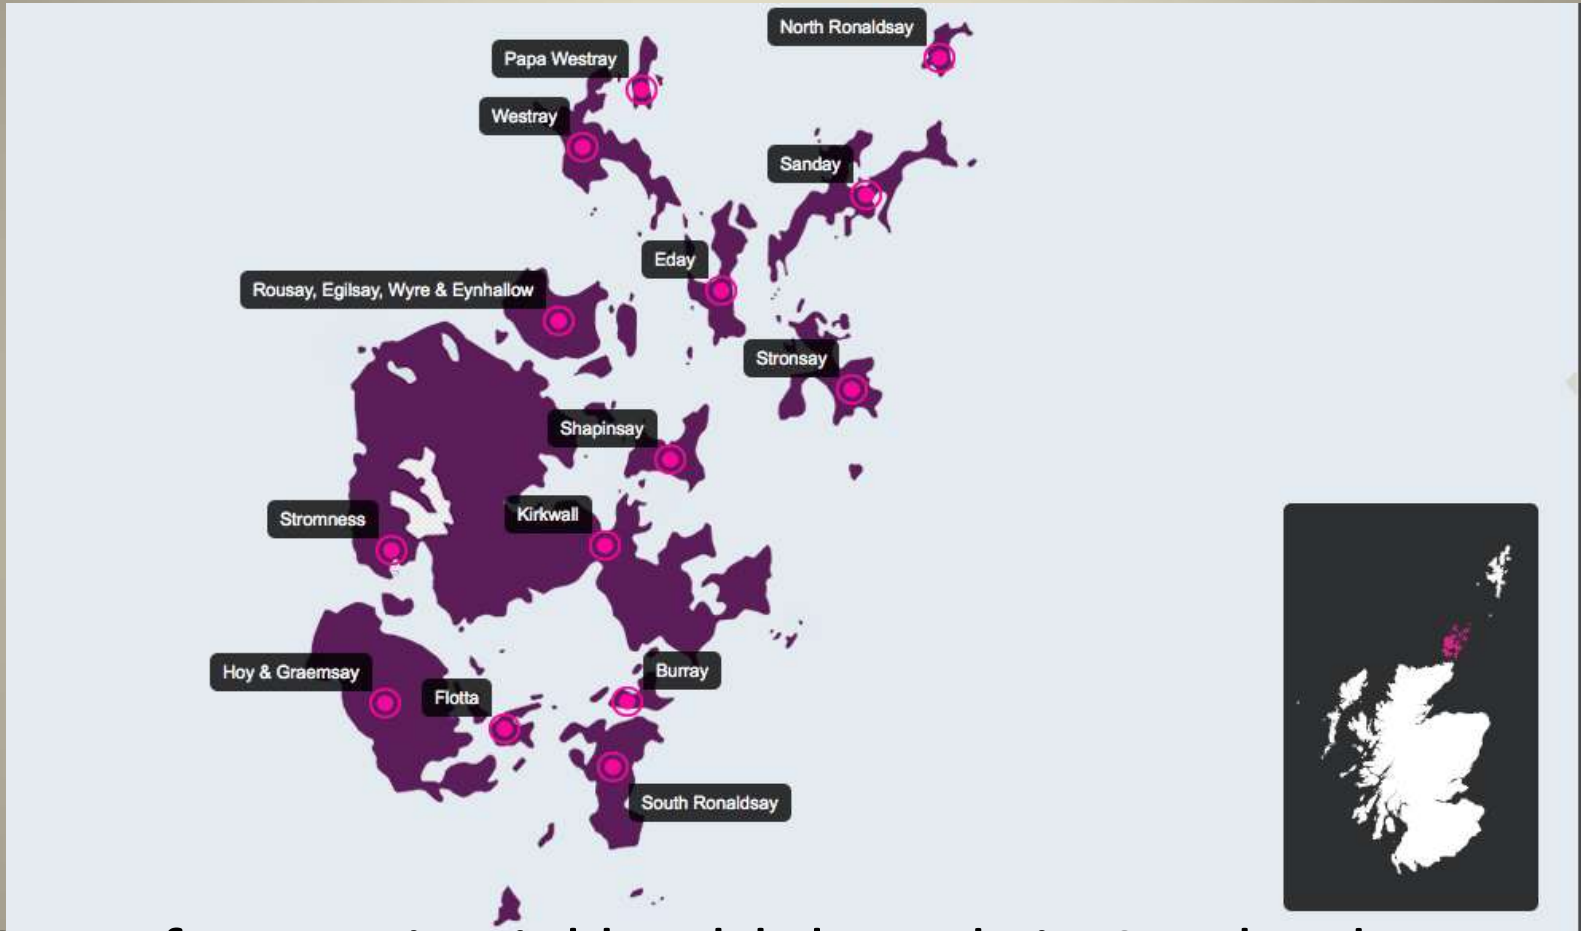 North Ronaldsay
Papa Westray
Westray
Sanday
Eday
Rousay, Egilsay, Wyre & Eynhallow
Stronsay
Shapinsay
Kirkwall
Stromness
Burray
Hoy & Graemsay
Flotta
South Ronaldsay